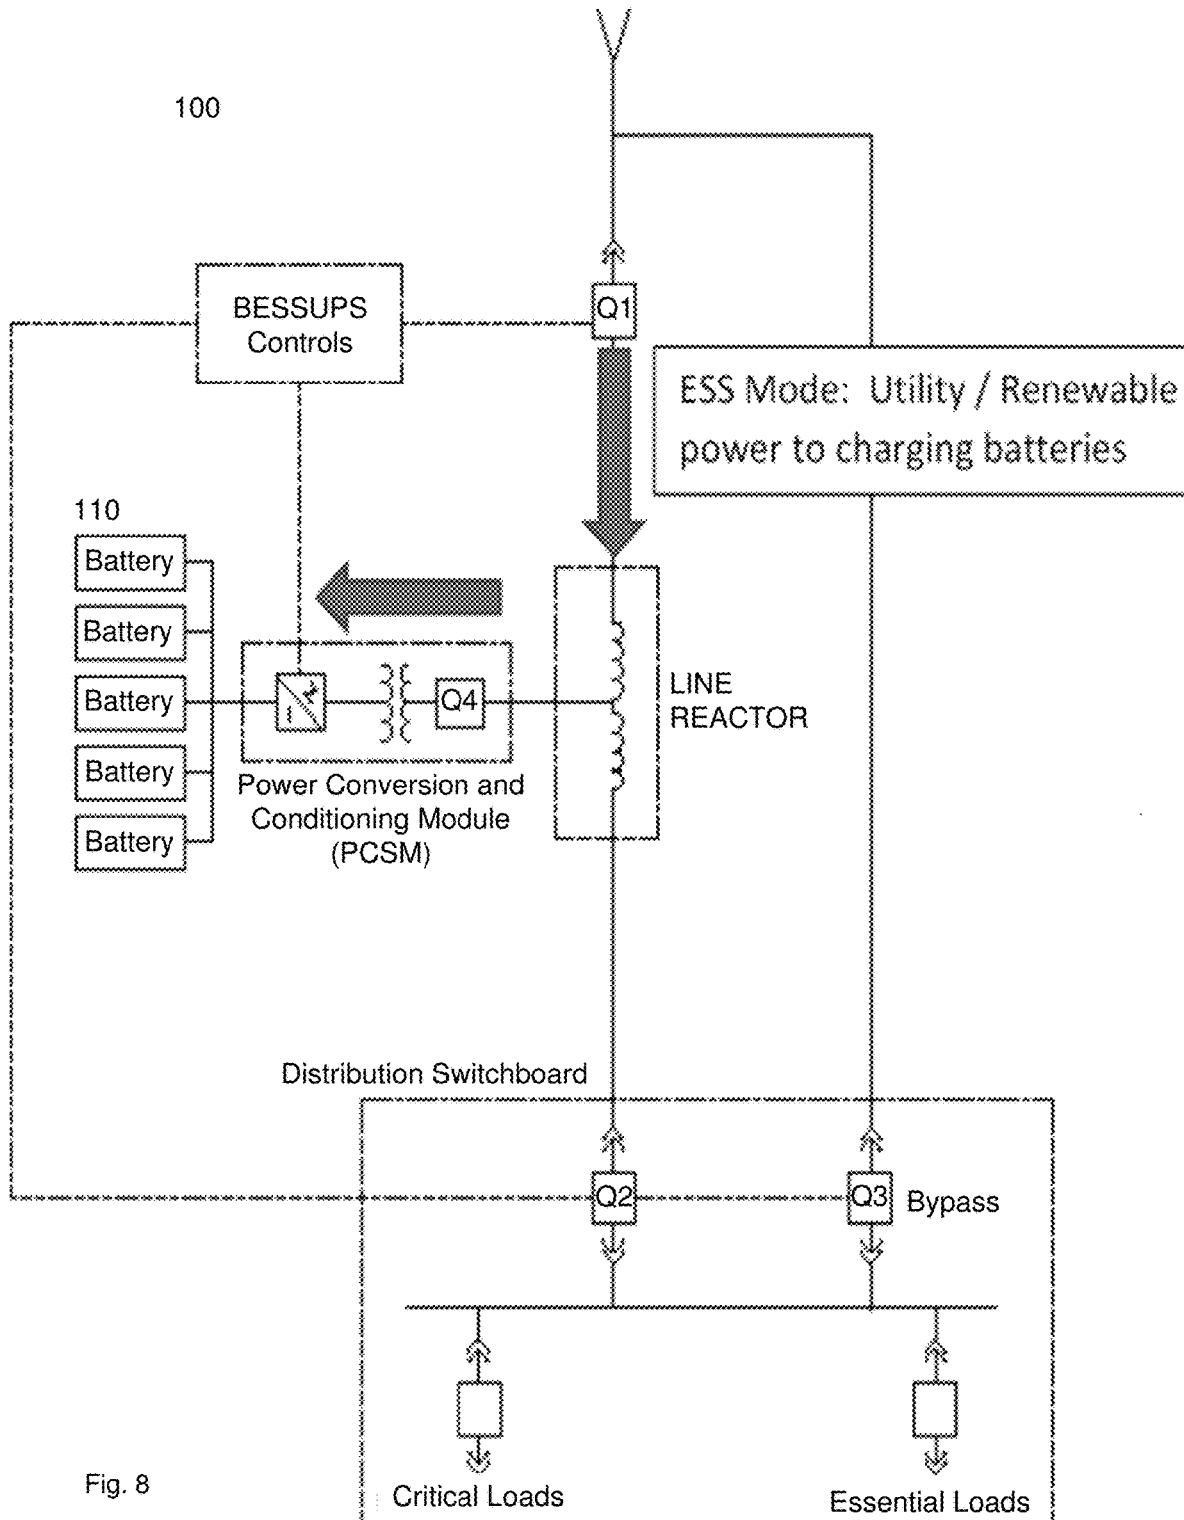 100
BESSUPS
Controls
Q1
ESS Mode: Utility / Renewable
power to charging batteries
110
Battery
Battery
Battery
Battery
Battery
Q4
LINE
REACTOR
Power Conversion and
Conditioning Module
(PCSM)
Distribution Switchboard
Q2
Q3
Bypass
Critical Loads
Essential Loads
Fig. 8